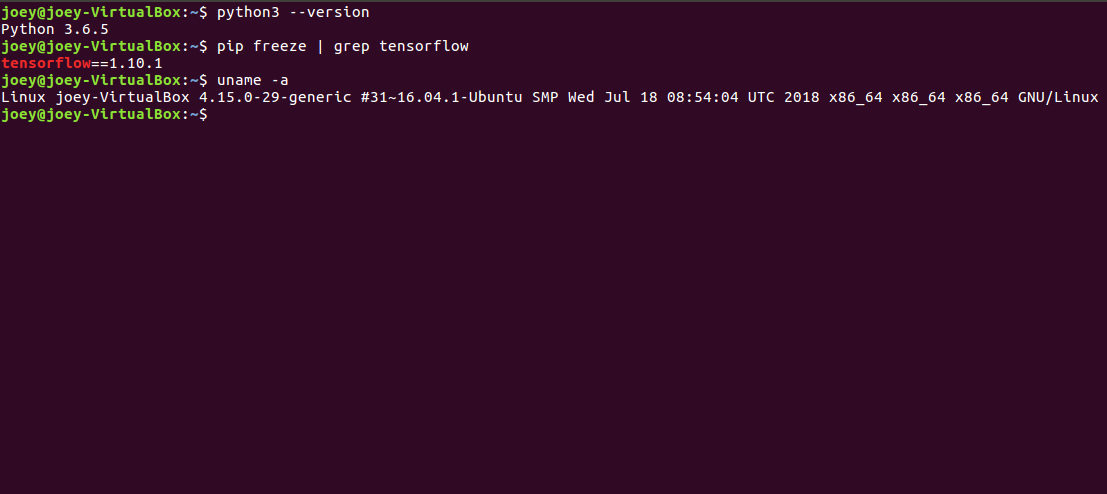 joey@joey-VirtualBox:~$ python3 --version
Python 3.6.5
joey@joey-VirtualBox:~$ pip freeze | grep tensorflow
tensorflow==1.10.1
joey@joey-VirtualBox:~$ uname -a
Linux joey-VirtualBox 4.15.0-29-generic #31~16.04.1-Ubuntu SMP Wed Jul 18 08:54:04 UTC 2018 x86_64 x86_64 x86_64 GNU/Linux
joey@joey-VirtualBox:~$